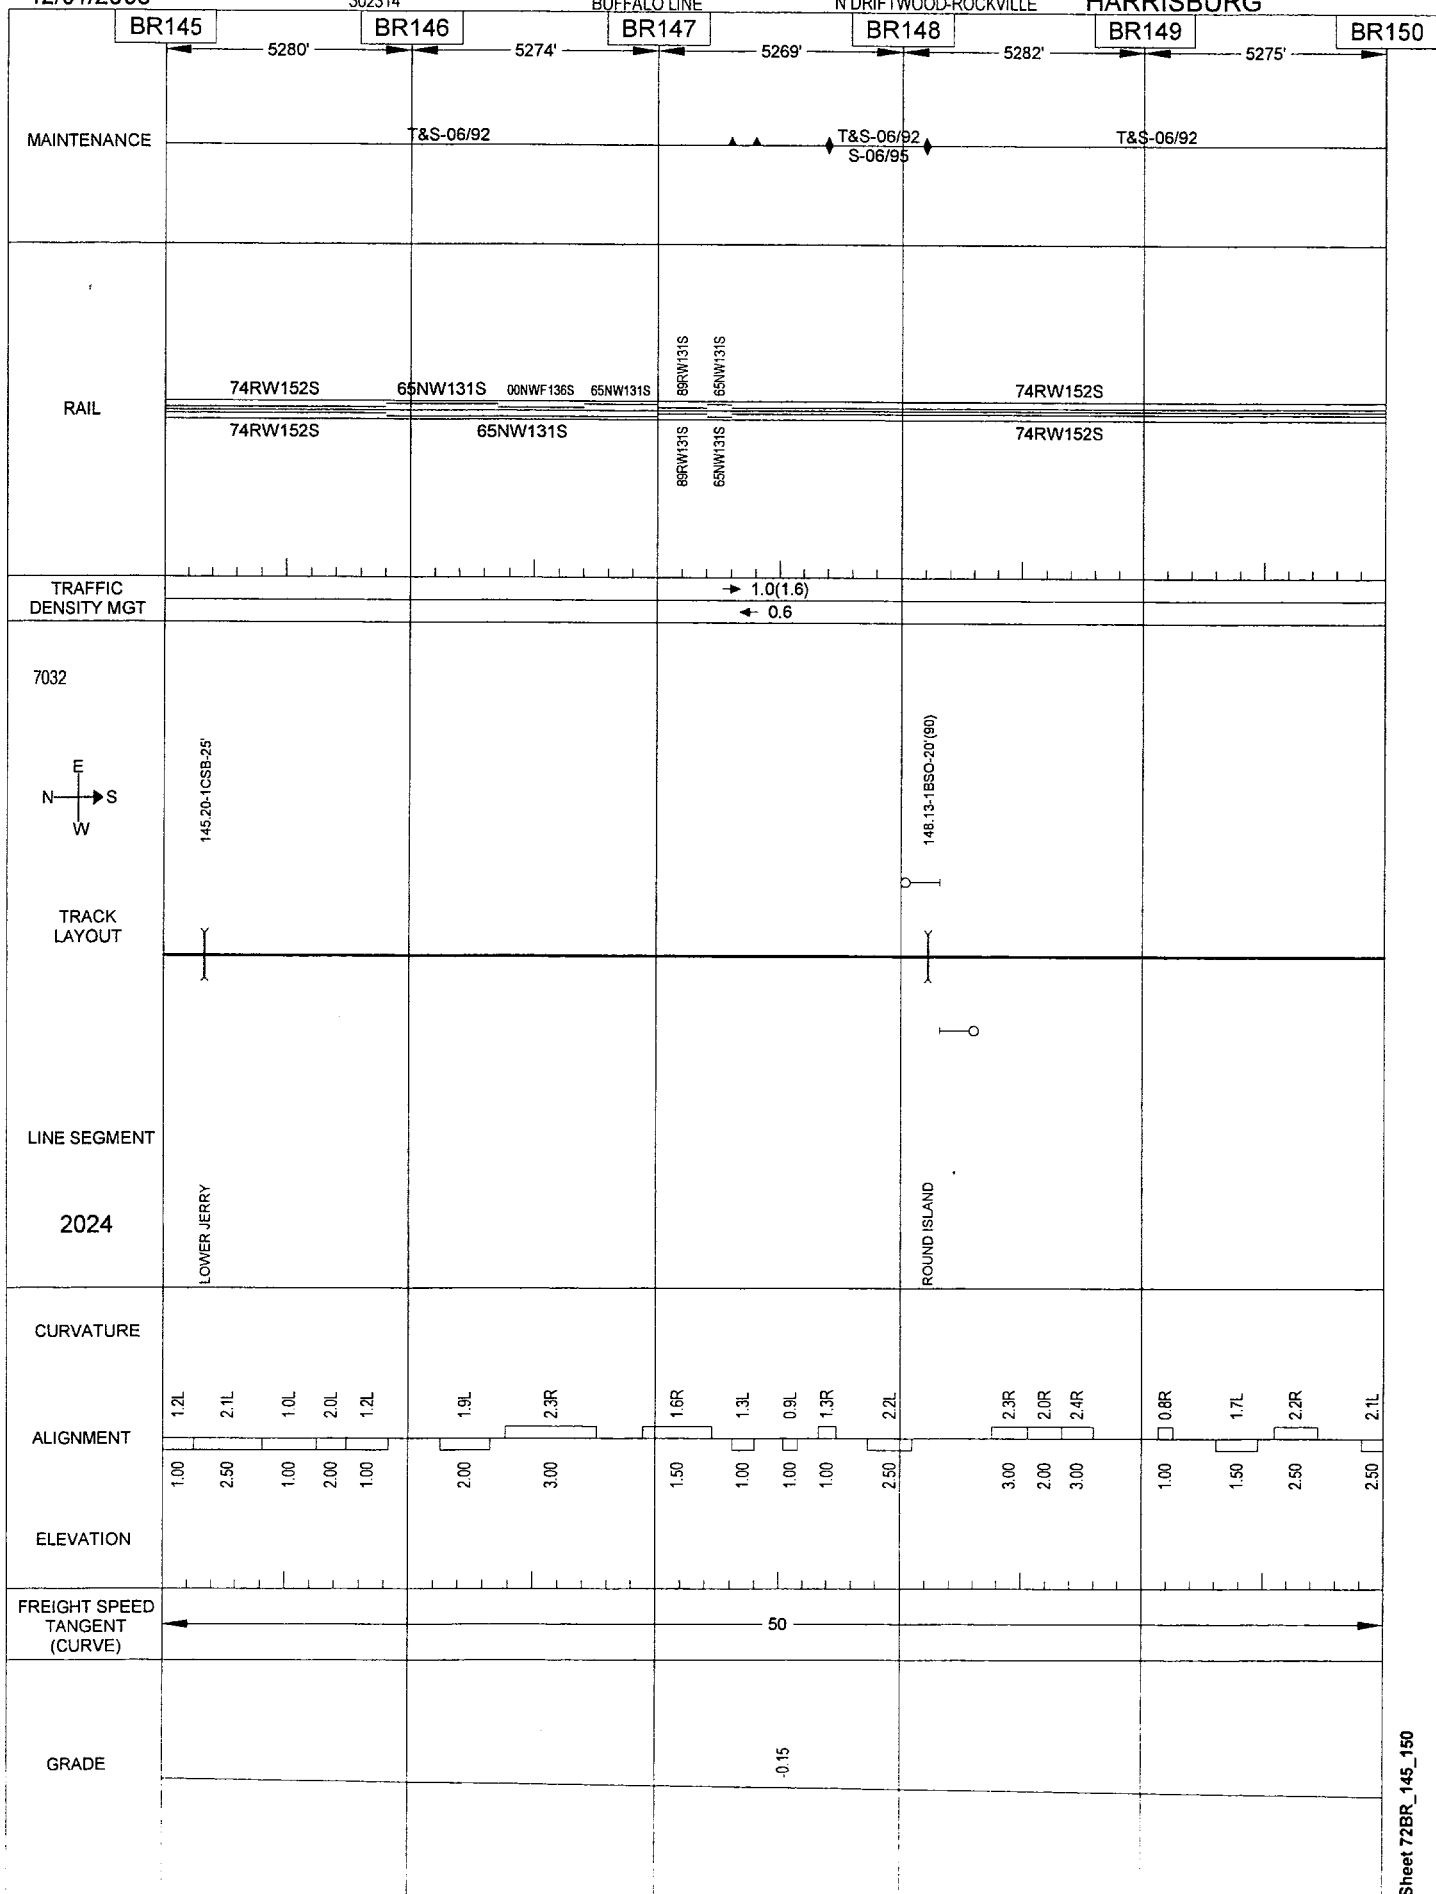 BUFFALO LINE N DRIFTWOOD-ROCKVILLE HARRISBURG
BR145 BR146 BR147 BR148 BR149 BR150
5280' 5274' 5269' 5282' 5275'
MAINTENANCE
T&S-06/92 T&S-06/92 T&S-06/92
S-06/95
RAIL
74RW152S 65NW131S 00NWF136S 65NW131S 89RW131S 65NW131S 74RW152S
74RW152S 65NW131S 89RW131S 65NW131S 74RW152S
TRAFFIC
DENSITY MGT
1.0(1.6)
0.6
7032
E
N S
W
145.20-1CSB-25'
148.13-1BSO-20'(90)
TRACK
LAYOUT
LINE SEGMENT
2024
LOWER JERRY
ROUND ISLAND
CURVATURE
1.2L 2.1L 1.0L 2.0L 1.2L 1.9L 2.3R 1.6R 1.3L 0.9L 1.3R 2.2L 2.3R 2.0R 2.4R 0.8R 1.7L 2.2R 2.1L
ALIGNMENT
1.00 2.50 1.00 2.00 1.00 2.00 3.00 1.50 1.00 1.00 1.00 2.50 3.00 2.00 3.00 1.00 1.50 2.50 2.50
ELEVATION
FREIGHT SPEED
TANGENT
(CURVE)
50
GRADE
-0.15
Sheet 72BR_145_150